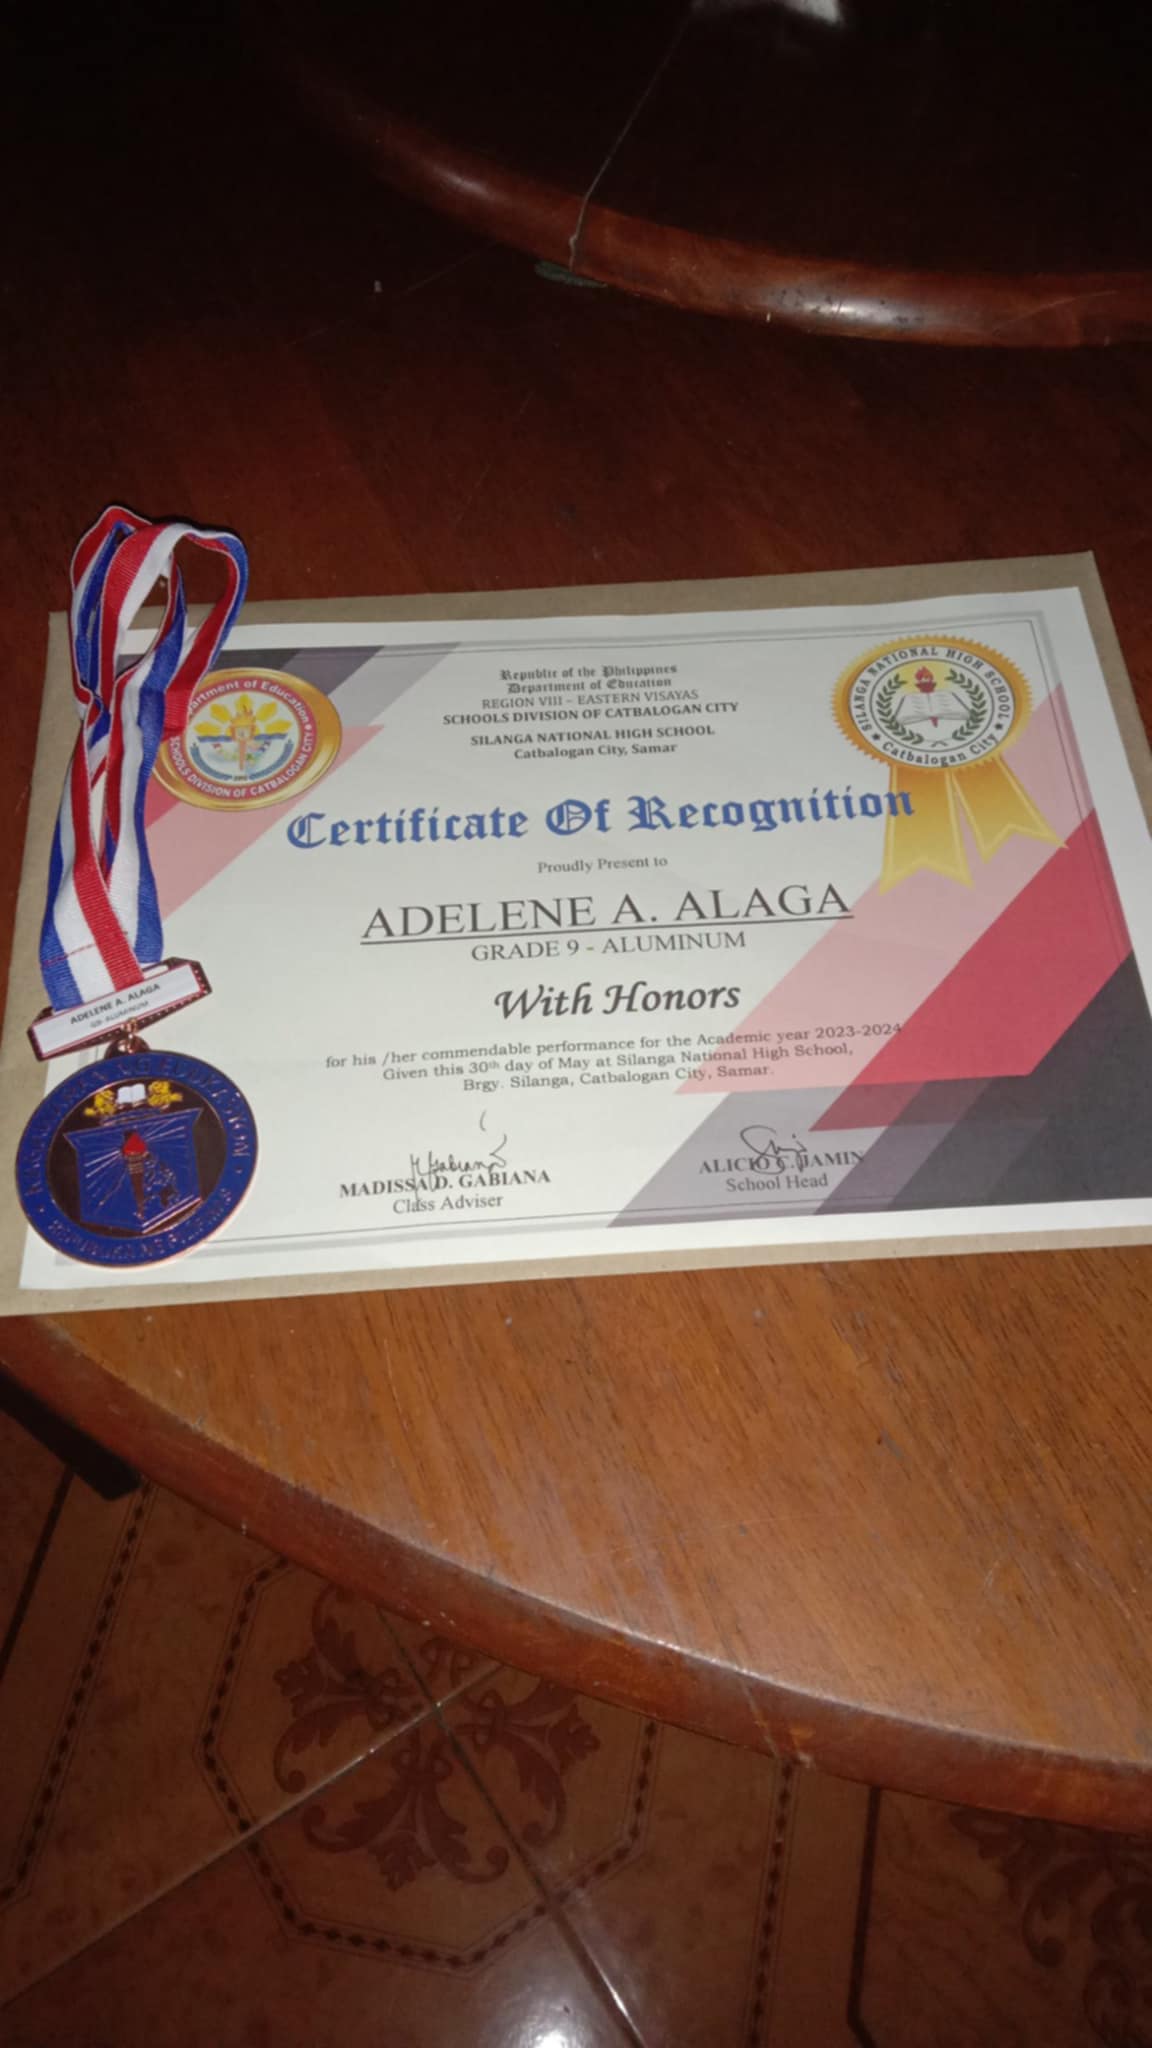 Republic of the Philippines
Department of Education
REGION VIII – EASTERN VISAYAS
SCHOOLS DIVISION OF CATBALOGAN CITY
SILANGA NATIONAL HIGH SCHOOL
Catbalogan City, Samar
of Education
SCHOOLS DIVISION OF CATBALOGAN CITY
SILANGA NATIONAL HIGH SCHOOL
Catbalogan City
Certificate Of Recognition
Proudly Present to
ADELENE A. ALAGA
GRADE 9 - ALUMINUM
With Honors
for his /her commendable performance for the Academic year 2023-2024
Given this 30th day of May at Silanga National High School,
Brgy. Silanga, Catbalogan City, Samar.
MADISSA D. GABIANA
Class Adviser
ALICIO C. JAMIN
School Head
ADELENE A. ALAGA
G9- ALUMINUM
KAGAWARAN NG EDUKASYON
REPUBLIKA NG PILIPINAS